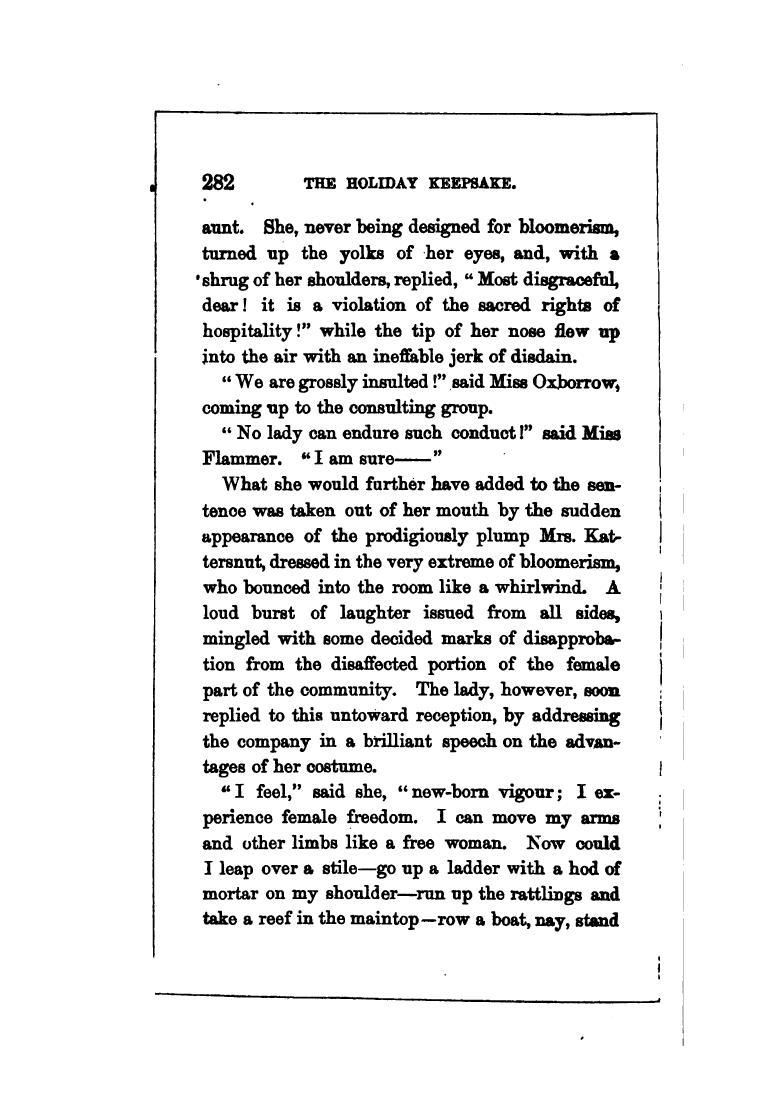 282 THE HOLIDAY KEEPSAKE.
aunt. She, never being designed for bloomerism,
turned up the yolks of her eyes, and, with a
shrug of her shoulders, replied, “ Most disgraceful,
dear! it is a violation of the sacred rights of
hospitality!” while the tip of her nose flew up
into the air with an ineffable jerk of disdain.
“ We are grossly insulted!” said Miss Oxborrow,
coming up to the consulting group.
“ No lady can endure such conduct!” said Miss
Flammer. “ I am sure——”
What she would further have added to the sen-
tence was taken out of her mouth by the sudden
appearance of the prodigiously plump Mrs. Kat-
tersnut, dressed in the very extreme of bloomerism,
who bounced into the room like a whirlwind. A
loud burst of laughter issued from all sides,
mingled with some decided marks of disapproba-
tion from the disaffected portion of the female
part of the community. The lady, however, soon
replied to this untoward reception, by addressing
the company in a brilliant speech on the advan-
tages of her costume.
“ I feel,” said she, “ new-born vigour; I ex-
perience female freedom. I can move my arms
and other limbs like a free woman. Now could
I leap over a stile—go up a ladder with a hod of
mortar on my shoulder—run up the rattlings and
take a reef in the maintop—row a boat, nay, stand